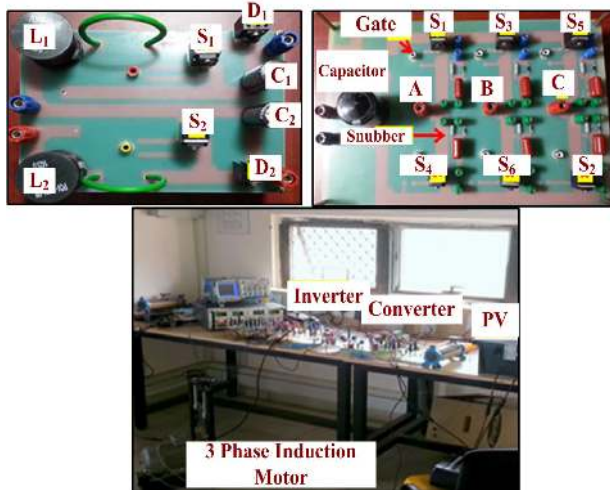 L1
S1
D1
C1
C2
S2
L2
D2
Gate
S1
S3
S5
Capacitor
A
B
C
Snubber
S4
S6
S2
Inverter
Converter
PV
3 Phase Induction
Motor